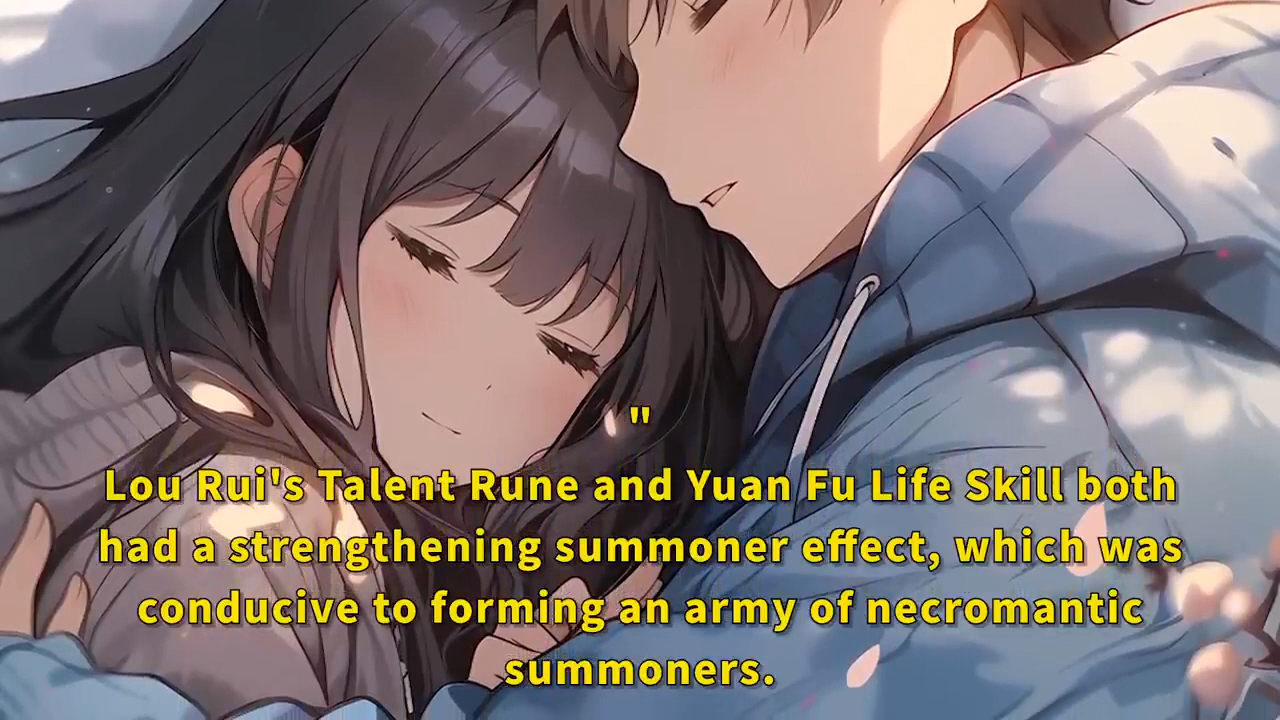 "
Lou Rui's Talent Rune and Yuan Fu Life Skill both
had a strengthening summoner effect, which was
conducive to forming an army of necromantic
summoners.